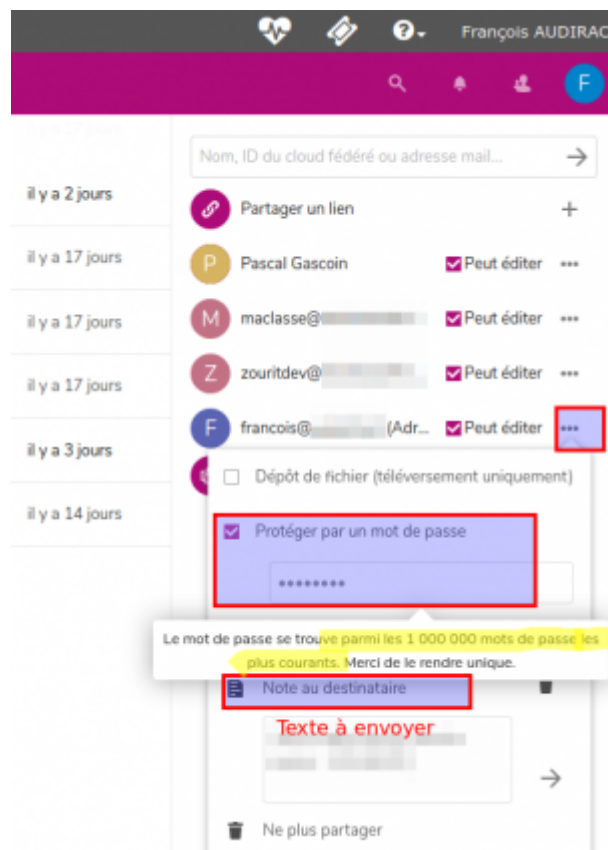 François AUDIRAC
F
Nom, ID du cloud fédéré ou adresse mail...
il y a 2 jours
Partager un lien
il y a 17 jours
P Pascal Gascoin Peut éditer
il y a 17 jours
M maclasse@ Peut éditer
il y a 17 jours
Z zouritdev@ Peut éditer
F francois@ (Adr... Peut éditer
il y a 3 jours
Dépôt de fichier (téléversement uniquement)
il y a 14 jours
Protéger par un mot de passe
••••••••
Le mot de passe se trouve parmi les 1 000 000 mots de passe les
plus courants. Merci de le rendre unique.
Note au destinataire
Texte à envoyer
Ne plus partager